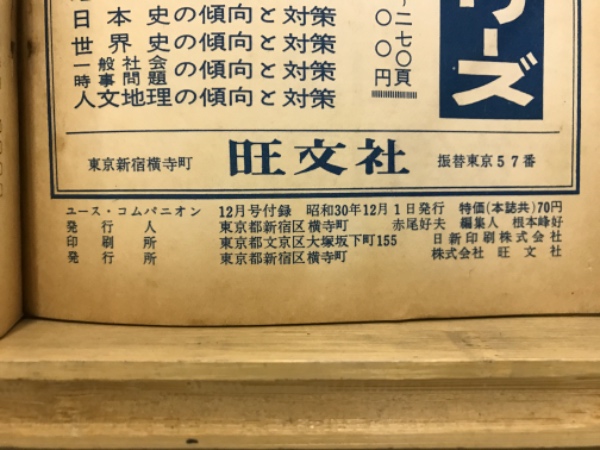 日本史の傾向と対策
世界史の傾向と対策
一般社会
時事問題の傾向と対策
人文地理の傾向と対策
二七〇頁
〇〇円
リーズ
東京新宿横寺町 旺文社 振替東京57番
ユース・コムパニオン 12月号付録 昭和30年12月1日発行 特価(本誌共)70円
発行人 東京都新宿区横寺町 赤尾好夫 編集人 根本峰好
印刷所 東京都文京区大塚坂下町155 日新印刷株式会社
発行所 東京都新宿区横寺町 株式会社 旺文社